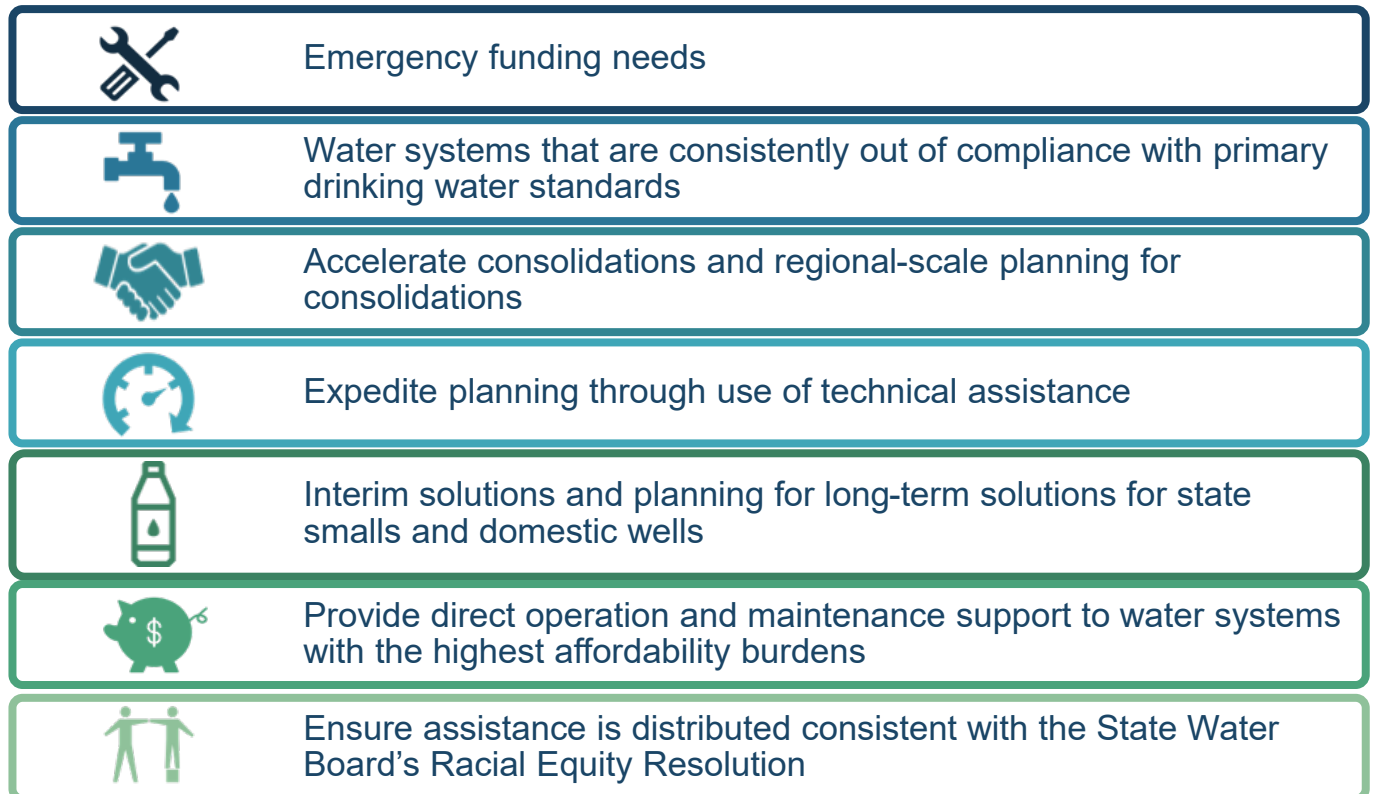 Emergency funding needs
Water systems that are consistently out of compliance with primary
drinking water standards
Accelerate consolidations and regional-scale planning for
consolidations
Expedite planning through use of technical assistance
Interim solutions and planning for long-term solutions for state
smalls and domestic wells
$
Provide direct operation and maintenance support to water systems
with the highest affordability burdens
Ensure assistance is distributed consistent with the State Water
Board’s Racial Equity Resolution